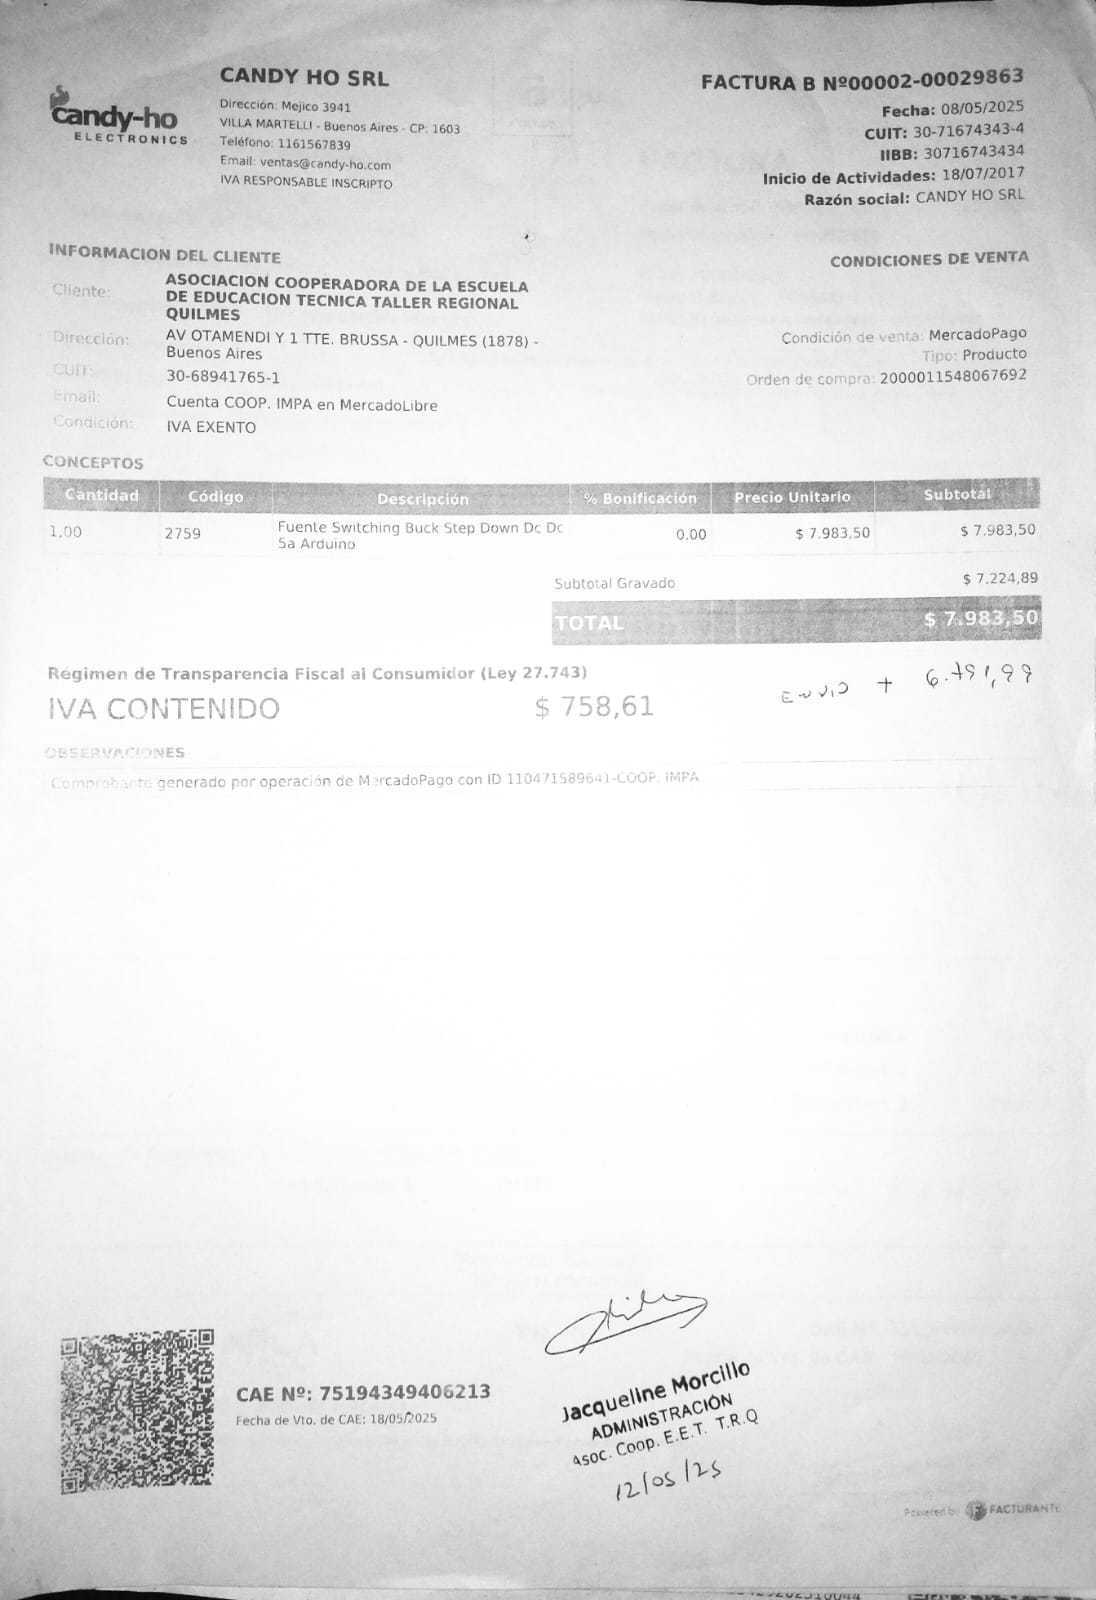 candy-ho
ELECTRONICS
CANDY HO SRL
Dirección: Mejico 3941
VILLA MARTELLI - Buenos Aires - CP: 1603
Teléfono: 1161567839
Email: ventas@candy-ho.com
IVA RESPONSABLE INSCRIPTO
FACTURA B Nº00002-00029863
Fecha: 08/05/2025
CUIT: 30-71674343-4
IIBB: 30716743434
Inicio de Actividades: 18/07/2017
Razón social: CANDY HO SRL
INFORMACION DEL CLIENTE
Cliente: ASOCIACION COOPERADORA DE LA ESCUELA
DE EDUCACION TECNICA TALLER REGIONAL
QUILMES
Dirección: AV OTAMENDI Y 1 TTE. BRUSSA - QUILMES (1878) -
Buenos Aires
CUIT: 30-68941765-1
Email: Cuenta COOP. IMPA en MercadoLibre
Condición: IVA EXENTO
CONDICIONES DE VENTA
Condición de venta: MercadoPago
Tipo: Producto
Orden de compra: 2000011548067692
CONCEPTOS
Cantidad Código Descripción % Bonificación Precio Unitario Subtotal
1,00 2759 Fuente Switching Buck Step Down Dc Dc 0,00 $ 7.983,50 $ 7.983,50
5a Arduino
Subtotal Gravado $ 7.224,89
TOTAL $ 7.983,50
Régimen de Transparencia Fiscal al Consumidor (Ley 27.743)
ENVIO +
IVA CONTENIDO $ 758,61
OBSERVACIONES
Comprobante generado por operación de MercadoPago con ID 110471589641-COOP. IMPA
CAE Nº: 75194349406213
Fecha de Vto. de CAE: 18/05/2025
Jacqueline Morcillo
ADMINISTRACIÓN
Asoc. Coop. E.E.T. T.R.Q
12/05/25
Powered by FACTURANTE